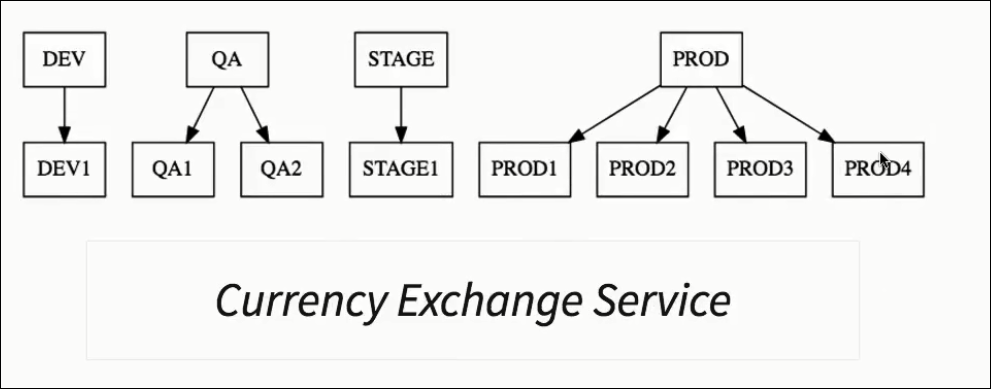 DEV QA STAGE PROD
DEV1 QA1 QA2 STAGE1 PROD1 PROD2 PROD3 PROD4
Currency Exchange Service